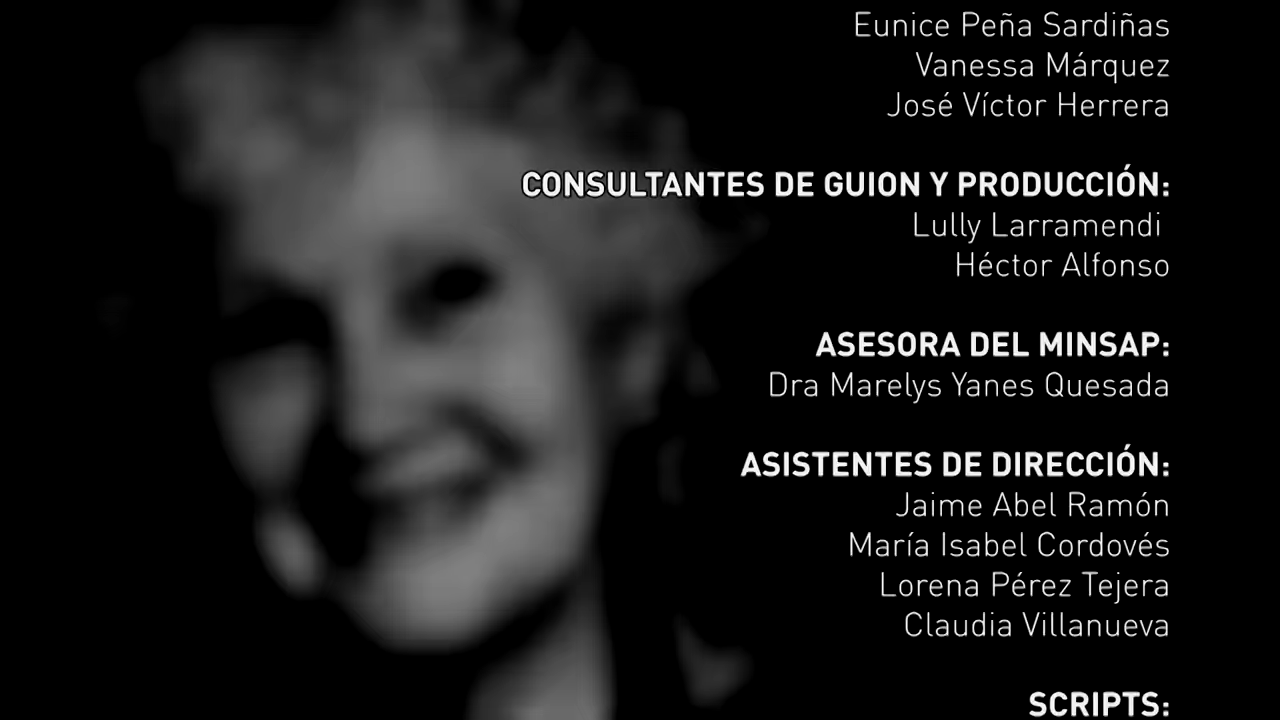 Eunice Peña Sardiñas
Vanessa Márquez
José Víctor Herrera
CONSULTANTES DE GUION Y PRODUCCIÓN:
Lully Larramendi
Héctor Alfonso
ASESORA DEL MINSAP:
Dra Marelys Yanes Quesada
ASISTENTES DE DIRECCIÓN:
Jaime Abel Ramón
María Isabel Cordovés
Lorena Pérez Tejera
Claudia Villanueva
SCRIPTS: